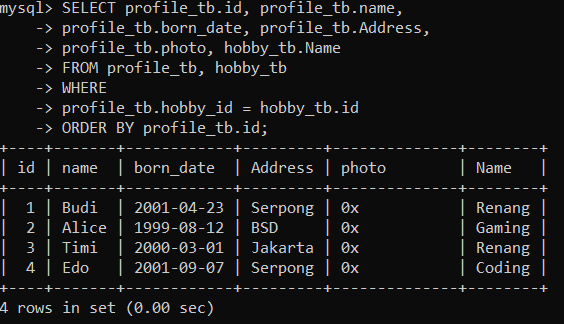 mysql> SELECT profile_tb.id, profile_tb.name,
    -> profile_tb.born_date, profile_tb.Address,
    -> profile_tb.photo, hobby_tb.Name
    -> FROM profile_tb, hobby_tb
    -> WHERE
    -> profile_tb.hobby_id = hobby_tb.id
    -> ORDER BY profile_tb.id;
+----+-------+------------+---------+--------------+--------+
| id | name  | born_date  | Address | photo        | Name   |
+----+-------+------------+---------+--------------+--------+
|  1 | Budi  | 2001-04-23 | Serpong | 0x           | Renang |
|  2 | Alice | 1999-08-12 | BSD     | 0x           | Gaming |
|  3 | Timi  | 2000-03-01 | Jakarta | 0x           | Renang |
|  4 | Edo   | 2001-09-07 | Serpong | 0x           | Coding |
+----+-------+------------+---------+--------------+--------+
4 rows in set (0.00 sec)